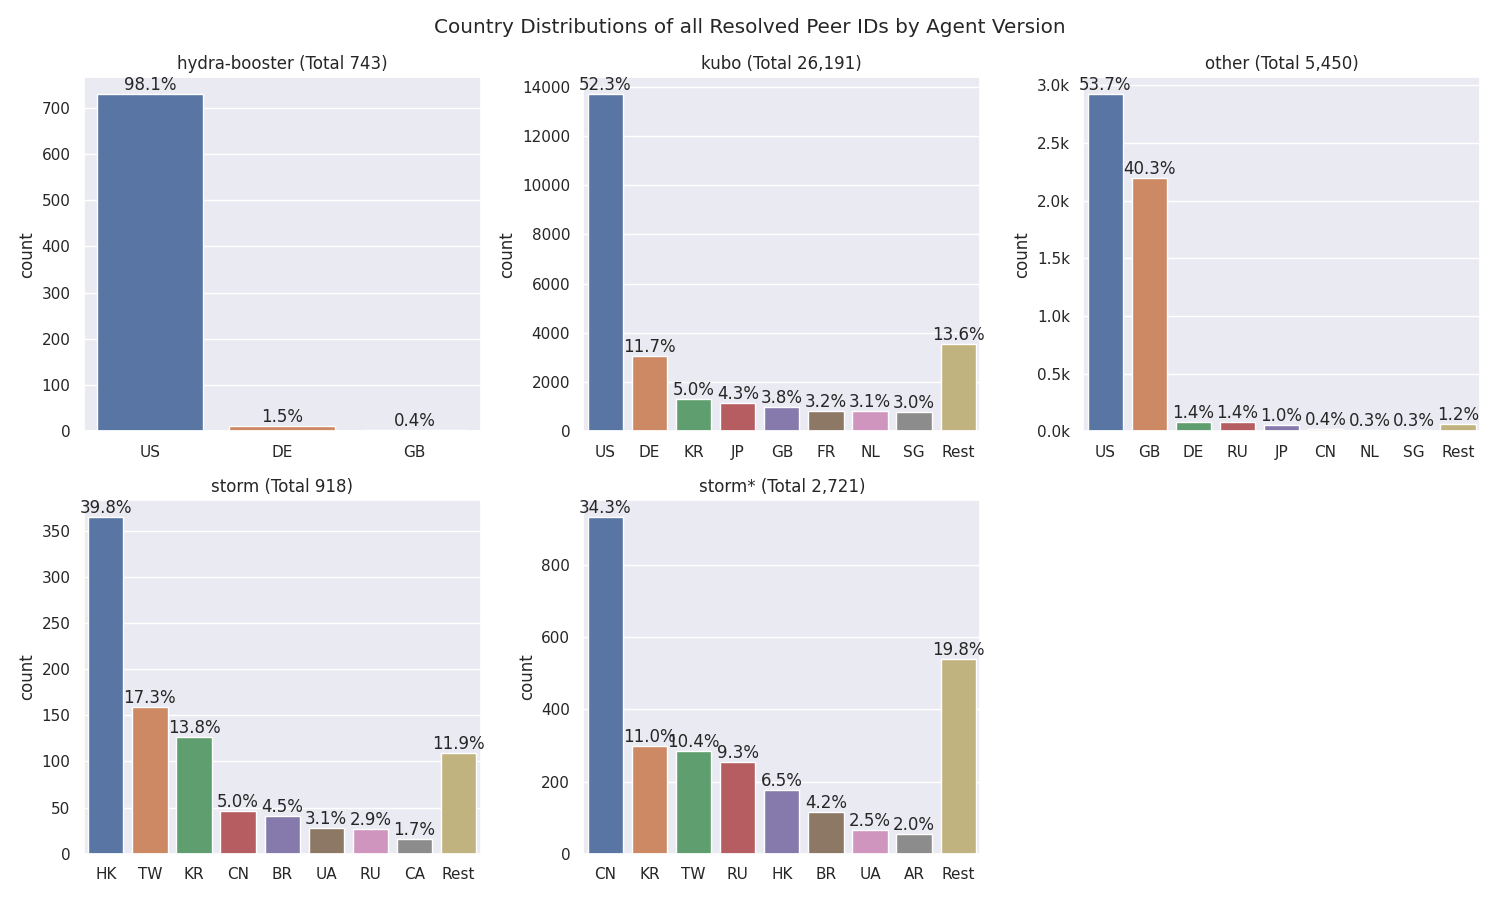 Country Distributions of all Resolved Peer IDs by Agent Version
hydra-booster (Total 743)
count
700
600
500
400
300
200
100
0
98.1%
1.5%
0.4%
US DE GB
kubo (Total 26,191)
count
14000
12000
10000
8000
6000
4000
2000
0
52.3%
11.7%
5.0%
4.3%
3.8%
3.2%
3.1%
3.0%
13.6%
US DE KR JP GB FR NL SG Rest
other (Total 5,450)
count
3.0k
2.5k
2.0k
1.5k
1.0k
0.5k
0.0k
53.7%
40.3%
1.4%
1.4%
1.0%
0.4%
0.3%
0.3%
1.2%
US GB DE RU JP CN NL SG Rest
storm (Total 918)
count
350
300
250
200
150
100
50
0
39.8%
17.3%
13.8%
5.0%
4.5%
3.1%
2.9%
1.7%
11.9%
HK TW KR CN BR UA RU CA Rest
storm* (Total 2,721)
count
800
600
400
200
0
34.3%
11.0%
10.4%
9.3%
6.5%
4.2%
2.5%
2.0%
19.8%
CN KR TW RU HK BR UA AR Rest